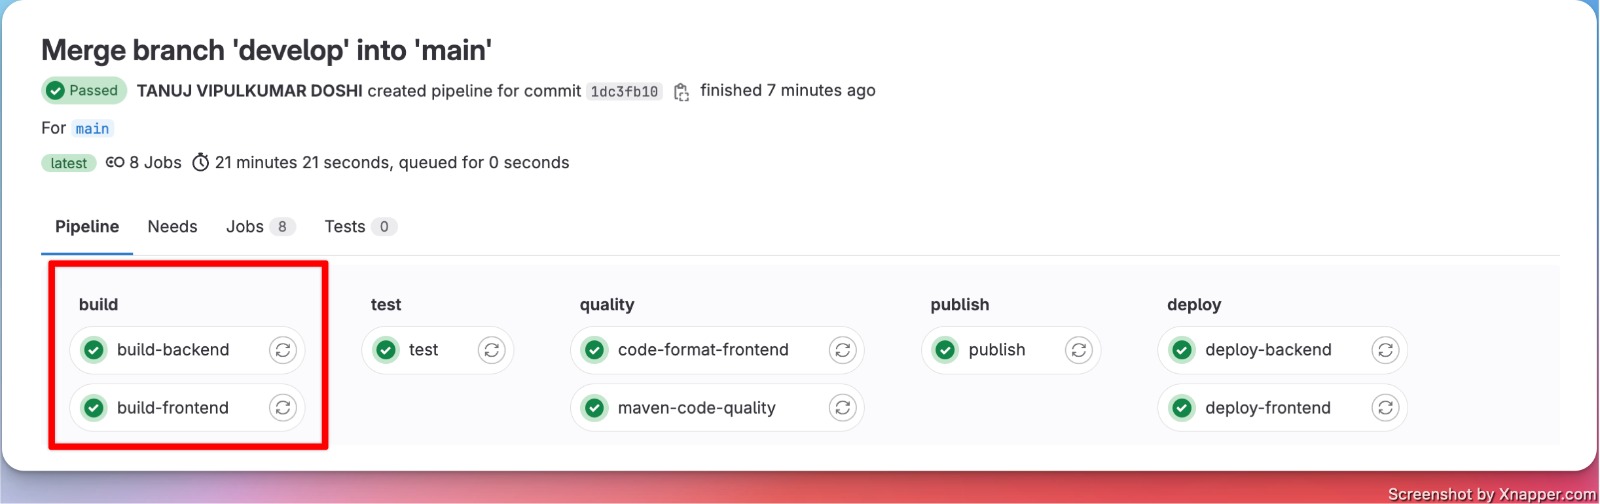 Merge branch 'develop' into 'main'
Passed TANUJ VIPULKUMAR DOSHI created pipeline for commit 1dc3fb10 finished 7 minutes ago
For main
latest 8 Jobs 21 minutes 21 seconds, queued for 0 seconds
Pipeline Needs Jobs 8 Tests 0
build test quality publish deploy
build-backend test code-format-frontend publish deploy-backend
build-frontend maven-code-quality deploy-frontend
Screenshot by Xnapper.com